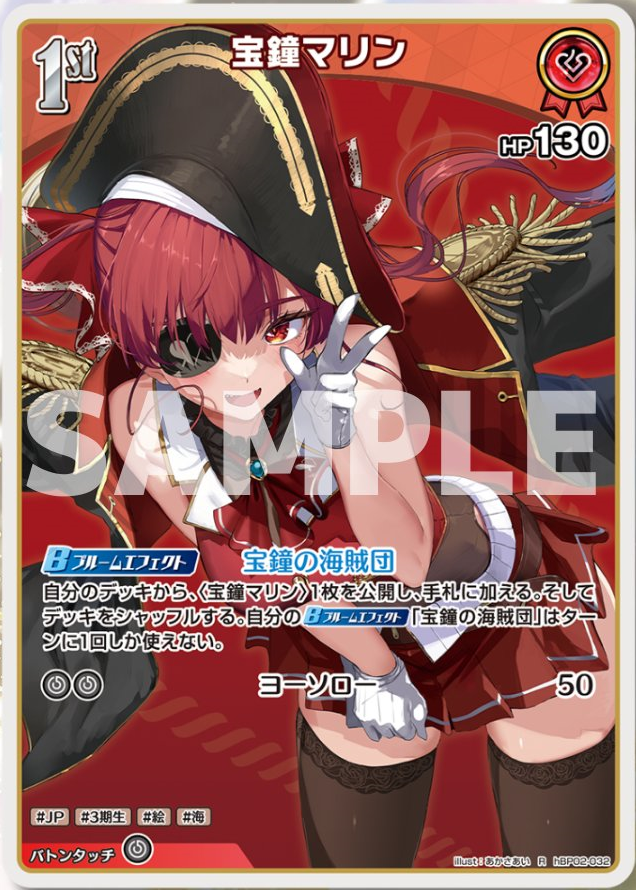 1st
宝鐘マリン
HP130
SAMPLE
Bブルームエフェクト 宝鐘の海賊団
自分のデッキから、〈宝鐘マリン〉1枚を公開し、手札に加える。そして
デッキをシャッフルする。自分のBブルームエフェクト「宝鐘の海賊団」はター
ンに1回しか使えない。
ヨーソロー 50
#JP #3期生 #絵 #海
バトンタッチ
illust:あかさあい R hBP02-032